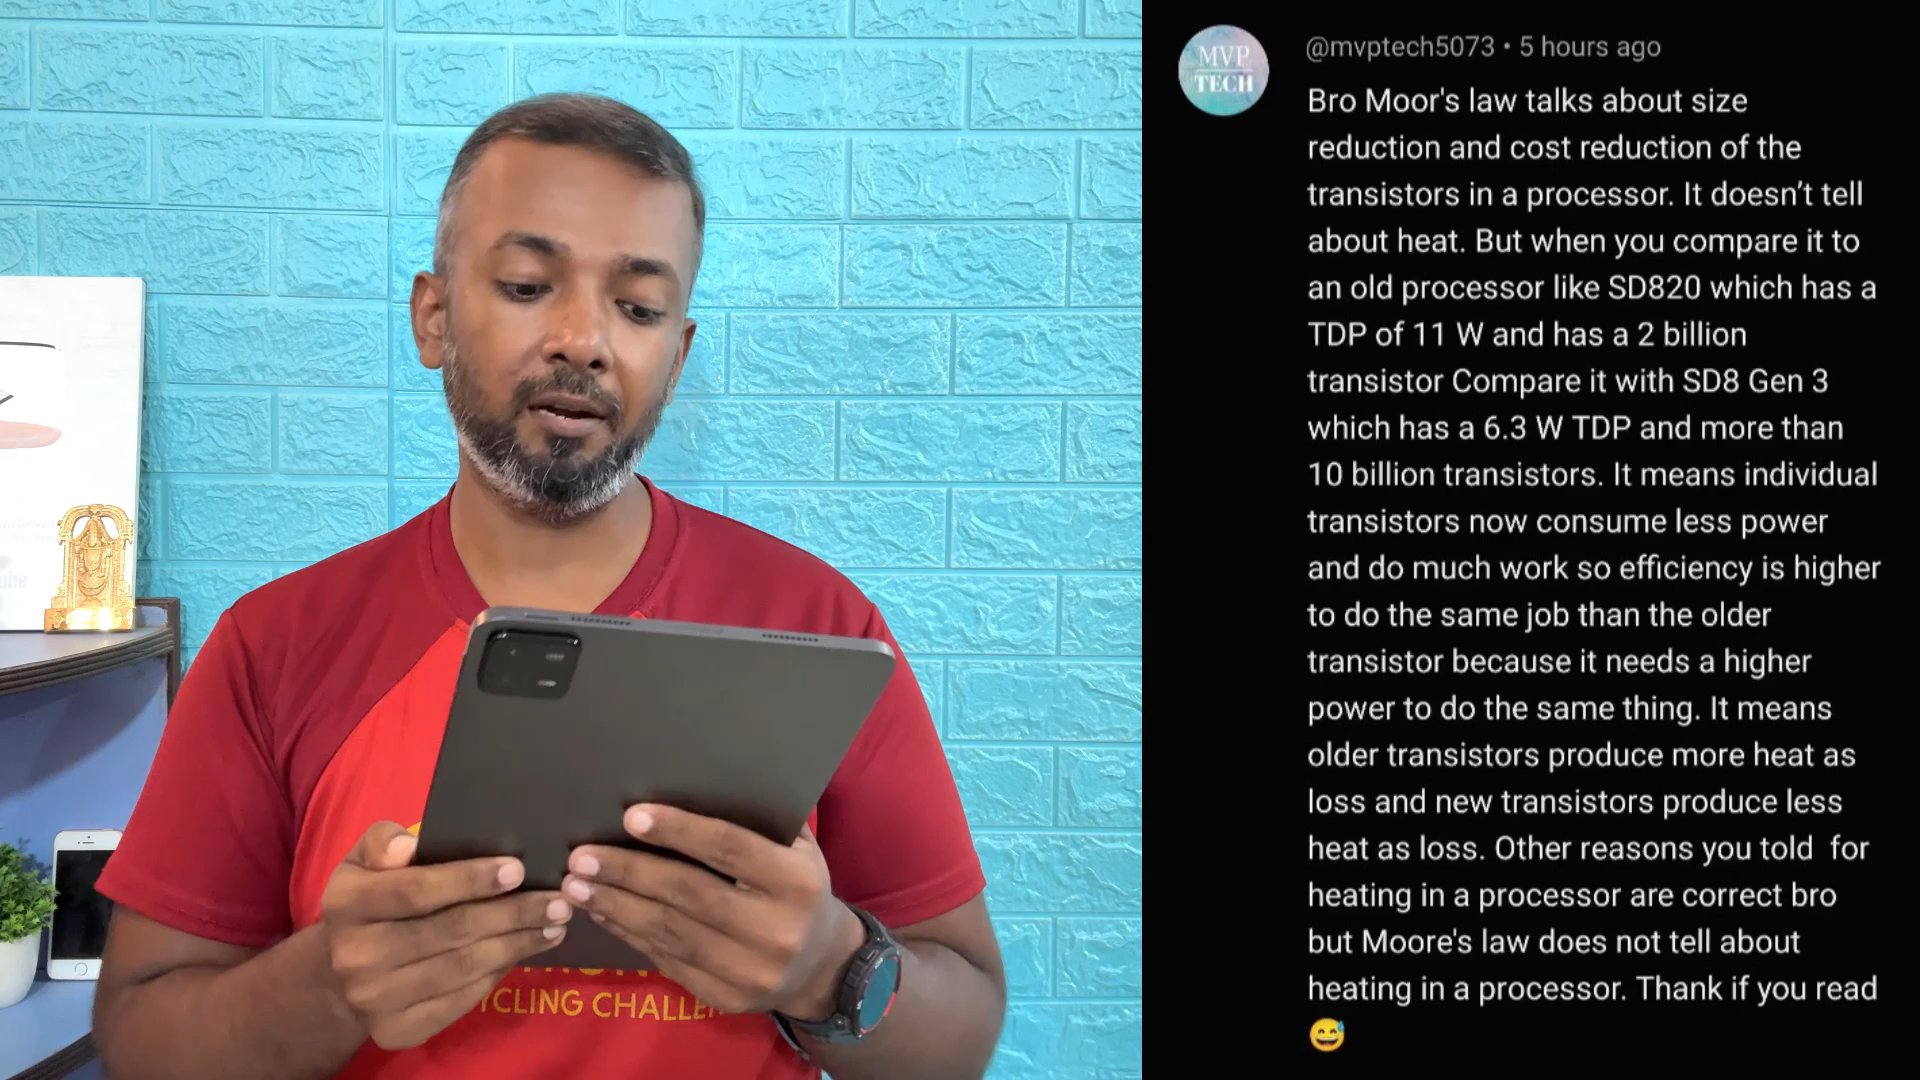 MVP
TECH
@mvptech5073 • 5 hours ago
Bro Moor's law talks about size
reduction and cost reduction of the
transistors in a processor. It doesn’t tell
about heat. But when you compare it to
an old processor like SD820 which has a
TDP of 11 W and has a 2 billion
transistor Compare it with SD8 Gen 3
which has a 6.3 W TDP and more than
10 billion transistors. It means individual
transistors now consume less power
and do much work so efficiency is higher
to do the same job than the older
transistor because it needs a higher
power to do the same thing. It means
older transistors produce more heat as
loss and new transistors produce less
heat as loss. Other reasons you told  for
heating in a processor are correct bro
but Moore's law does not tell about
heating in a processor. Thank if you read
😅